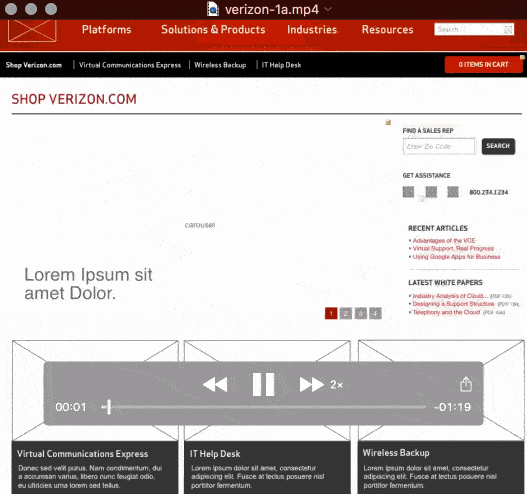 verizon-1a.mp4
Platforms Solutions & Products Industries Resources Search
Shop Verizon.com Virtual Communications Express Wireless Backup IT Help Desk 0 ITEMS IN CART
SHOP VERIZON.COM
FIND A SALES REP
Enter Zip Code SEARCH
GET ASSISTANCE
800.234.1234
carousel
RECENT ARTICLES
• Advantages of the VCE
• Virtual Support, Real Progress
• Using Google Apps for Business
Lorem Ipsum sit
amet Dolor.
LATEST WHITE PAPERS
• Industry Analysis of Cloud...
• Designing a Support Structure
• Telephony and the Cloud
1 2 3 4
2×
00:01 -01:19
Virtual Communications Express
Donec sed velit putus. Nam condimentum, dui
a accumsan varius, libero nunc feugiat odio,
eu ultricies urna lorem sed tellus.
IT Help Desk
Lorem ipsum dolor sit amet, consectetur
adipiscing elit. Fusce at lectus posuere nisl
porttitor fermentum.
Wireless Backup
Lorem ipsum dolor sit amet, consectetur
adipiscing elit. Fusce at lectus posuere nisl
porttitor fermentum.